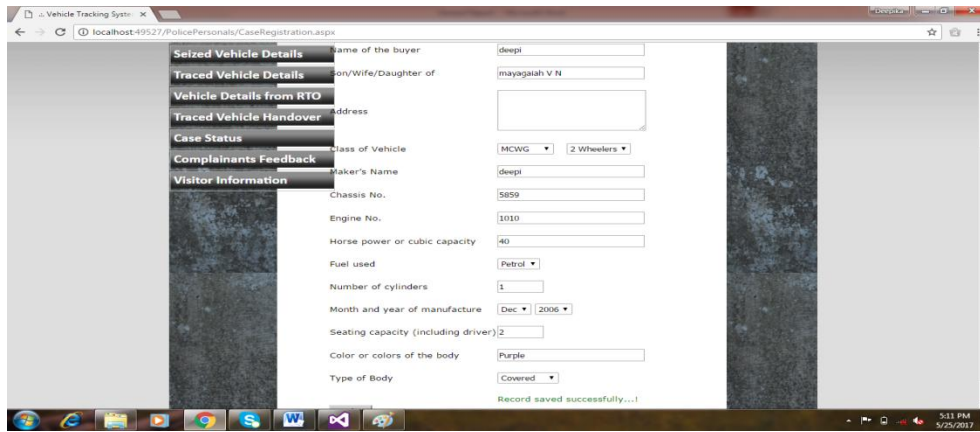 .:. Vehicle Tracking Syste
Deepika
localhost:49527/PolicePersonals/CaseRegistration.aspx
Seized Vehicle Details
Traced Vehicle Details
Vehicle Details from RTO
Traced Vehicle Handover
Case Status
Complainants Feedback
Visitor Information
Name of the buyer deepi
Son/Wife/Daughter of mayagaiah V N
Address
Class of Vehicle MCWG 2 Wheelers
Maker's Name deepi
Chassis No. 5859
Engine No. 1010
Horse power or cubic capacity 40
Fuel used Petrol
Number of cylinders 1
Month and year of manufacture Dec 2006
Seating capacity (including driver) 2
Color or colors of the body Purple
Type of Body Covered
Record saved successfully...!
5:11 PM
5/25/2017